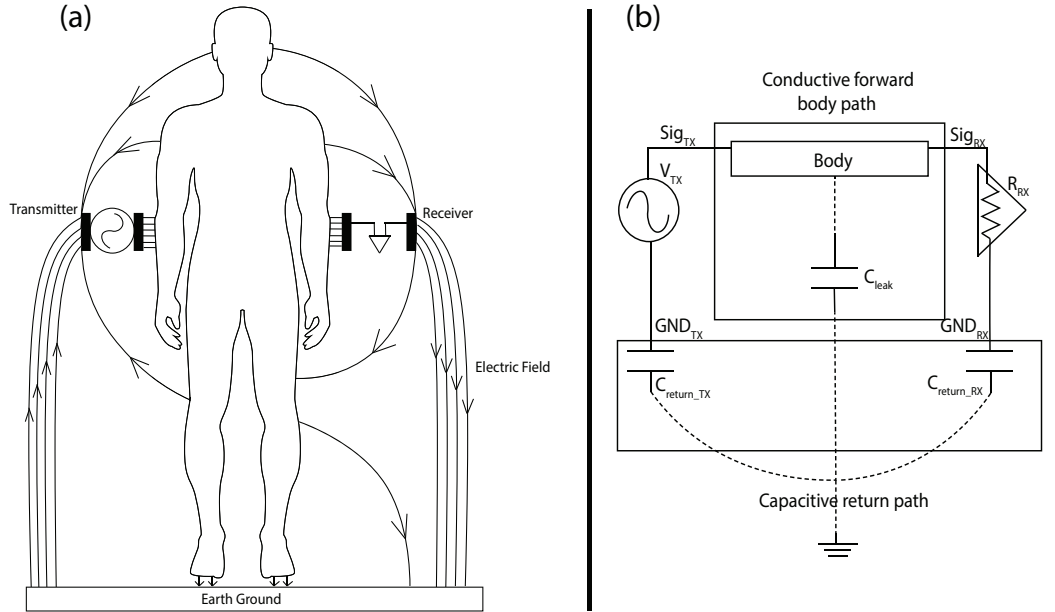 (a)
Transmitter
Receiver
Electric Field
Earth Ground
(b)
Conductive forward
body path
Sig_TX
Sig_RX
Body
V_TX
R_RX
C_leak
GND_TX
GND_RX
C_return_TX
C_return_RX
Capacitive return path